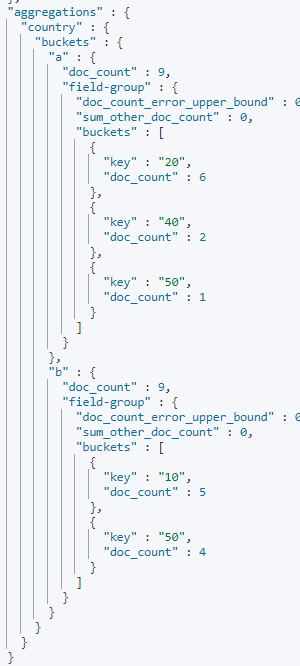 "aggregations" : {
"country" : {
"buckets" : {
"a" : {
"doc_count" : 9,
"field-group" : {
"doc_count_error_upper_bound" : 0
"sum_other_doc_count" : 0,
"buckets" : [
{
"key" : "20",
"doc_count" : 6
},
{
"key" : "40",
"doc_count" : 2
},
{
"key" : "50",
"doc_count" : 1
}
]
}
},
"b" : {
"doc_count" : 9,
"field-group" : {
"doc_count_error_upper_bound" : 0
"sum_other_doc_count" : 0,
"buckets" : [
{
"key" : "10",
"doc_count" : 5
},
{
"key" : "50",
"doc_count" : 4
}
]
}
}
}
}
}